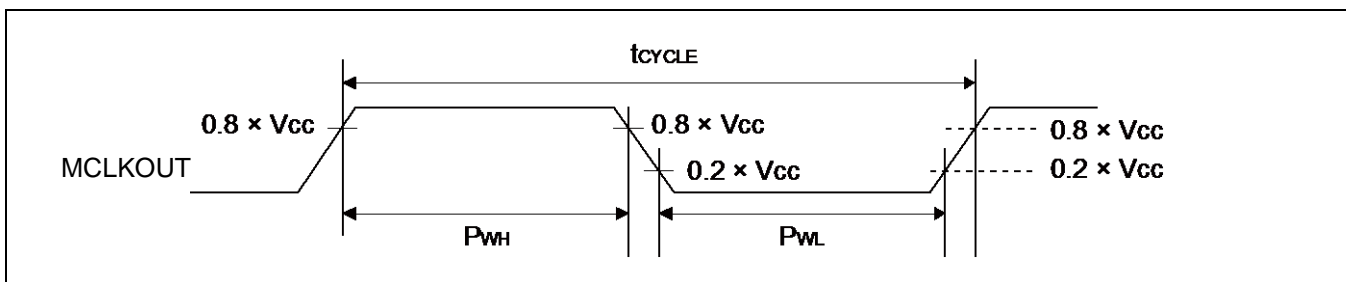 tCYCLE
0.8 × VCC
0.8 × VCC
0.8 × VCC
MCLKOUT
0.2 × VCC
0.2 × VCC
PWH
PWL